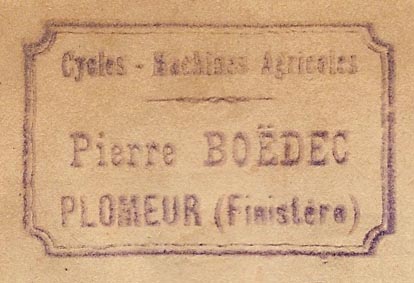 Cycles - Machines Agricoles
Pierre BOËDEC
PLOMEUR (Finistère)